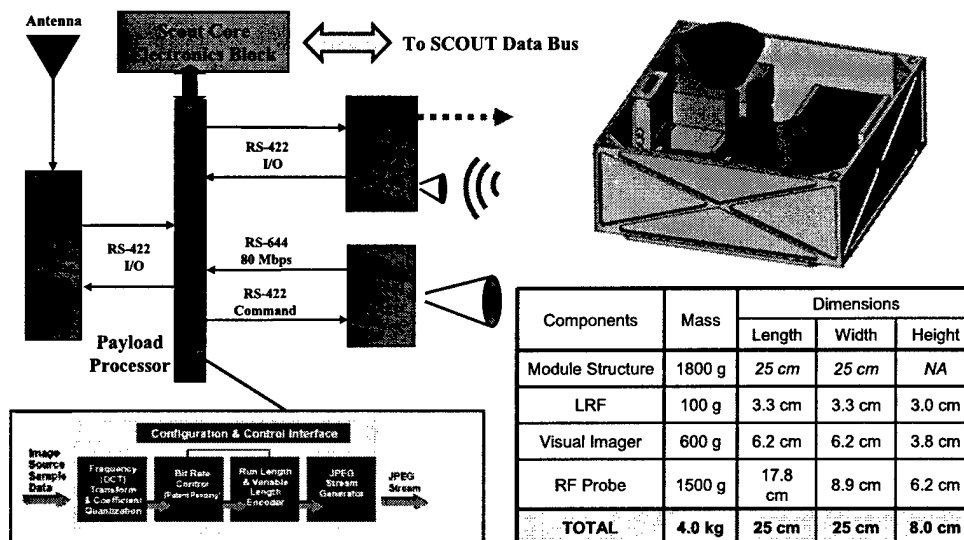 Antenna
Scout Core
Electronics Block
To SCOUT Data Bus
RS-422
I/O
RS-422
I/O
RS-644
80 Mbps
RS-422
Command
Payload
Processor
Configuration & Control Interface
Image
Source
Sample
Data
Frequency
(DCT)
Transform
& Coefficient
Quantization
Bit Rate
Control
(Patent Pending)
Run Length
& Variable
Length
Encoder
JPEG
Stream
Generator
JPEG
Stream
Components Mass Dimensions
Length Width Height
Module Structure 1800 g 25 cm 25 cm NA
LRF 100 g 3.3 cm 3.3 cm 3.0 cm
Visual Imager 600 g 6.2 cm 6.2 cm 3.8 cm
RF Probe 1500 g 17.8 cm 8.9 cm 6.2 cm
TOTAL 4.0 kg 25 cm 25 cm 8.0 cm